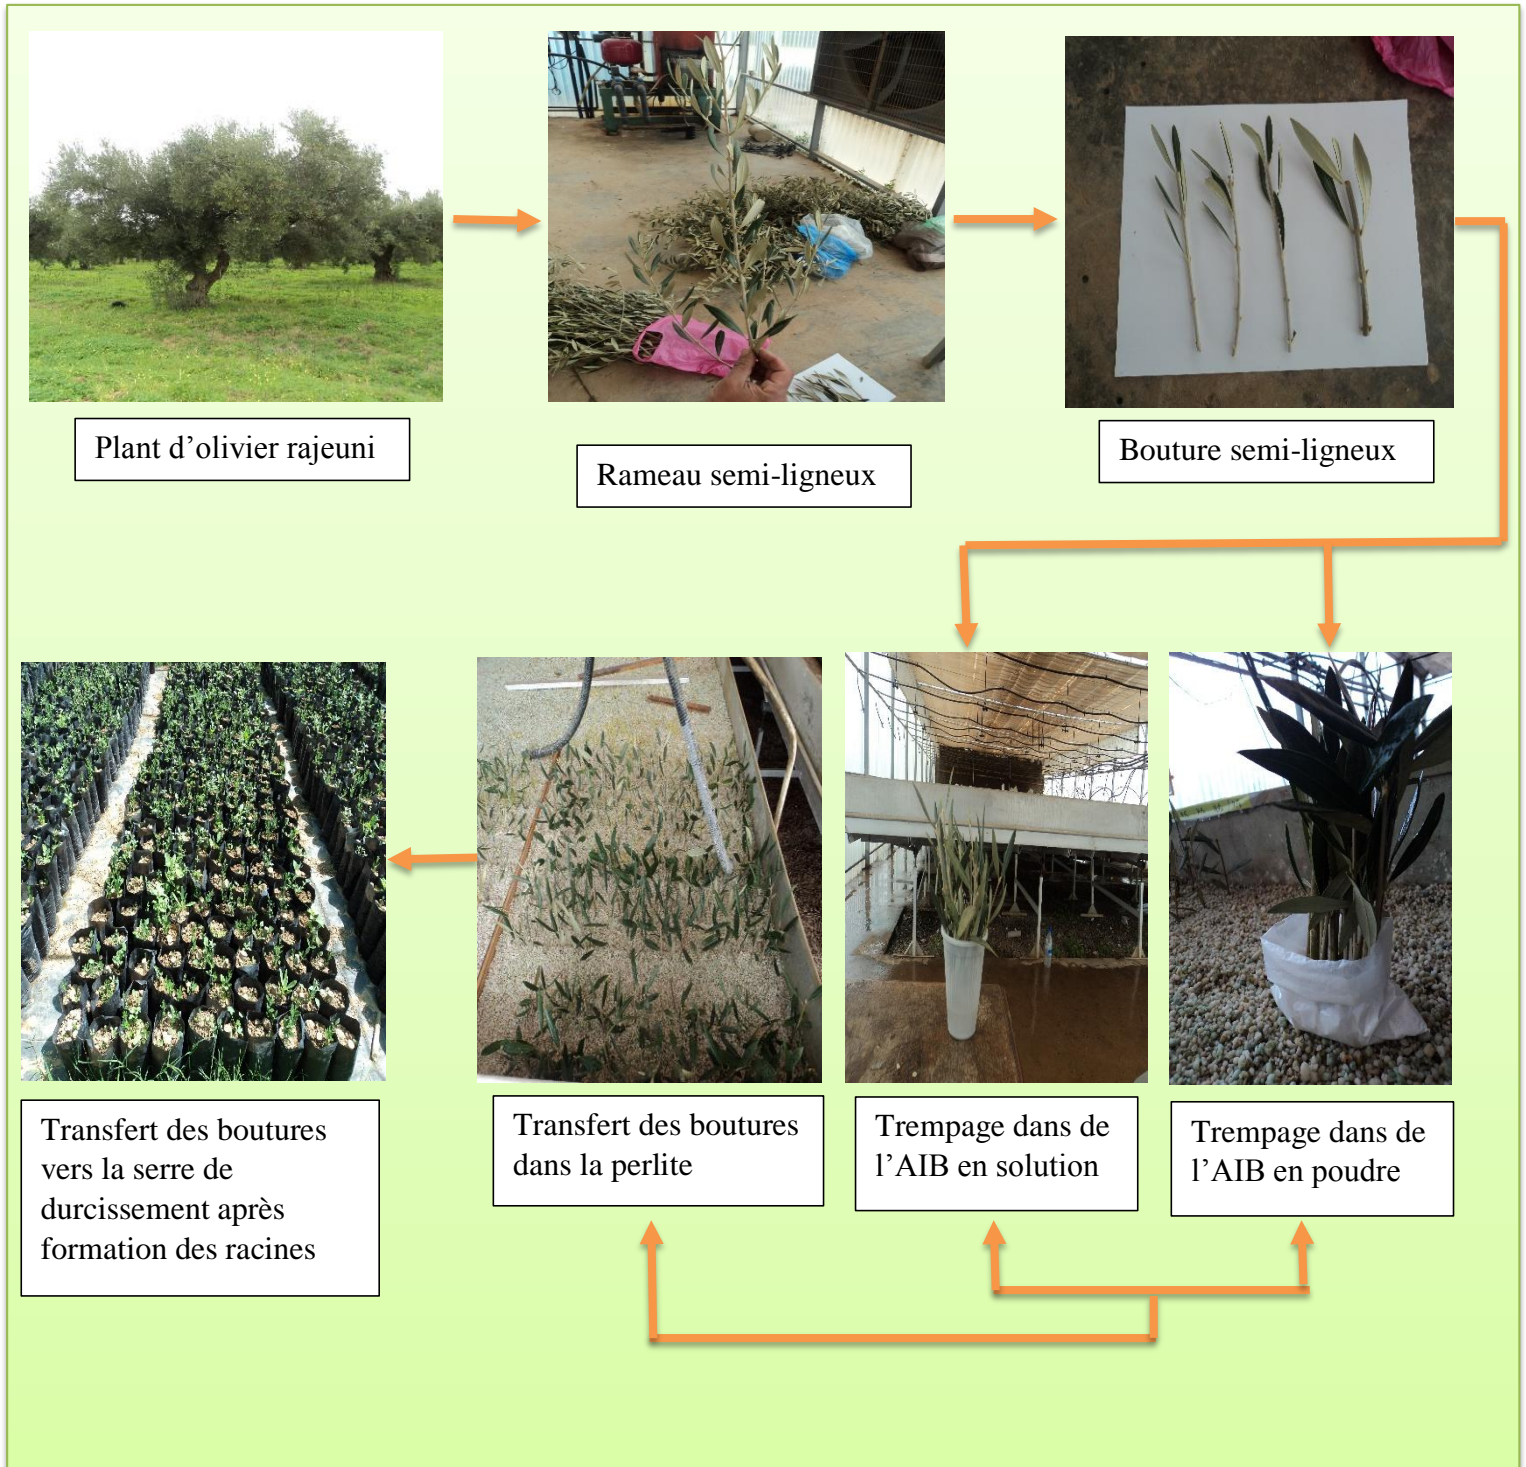 Plant d’olivier rajeuni
Rameau semi-ligneux
Bouture semi-ligneux
Transfert des boutures
vers la serre de
durcissement après
formation des racines
Transfert des boutures
dans la perlite
Trempage dans de
l’AIB en solution
Trempage dans de
l’AIB en poudre